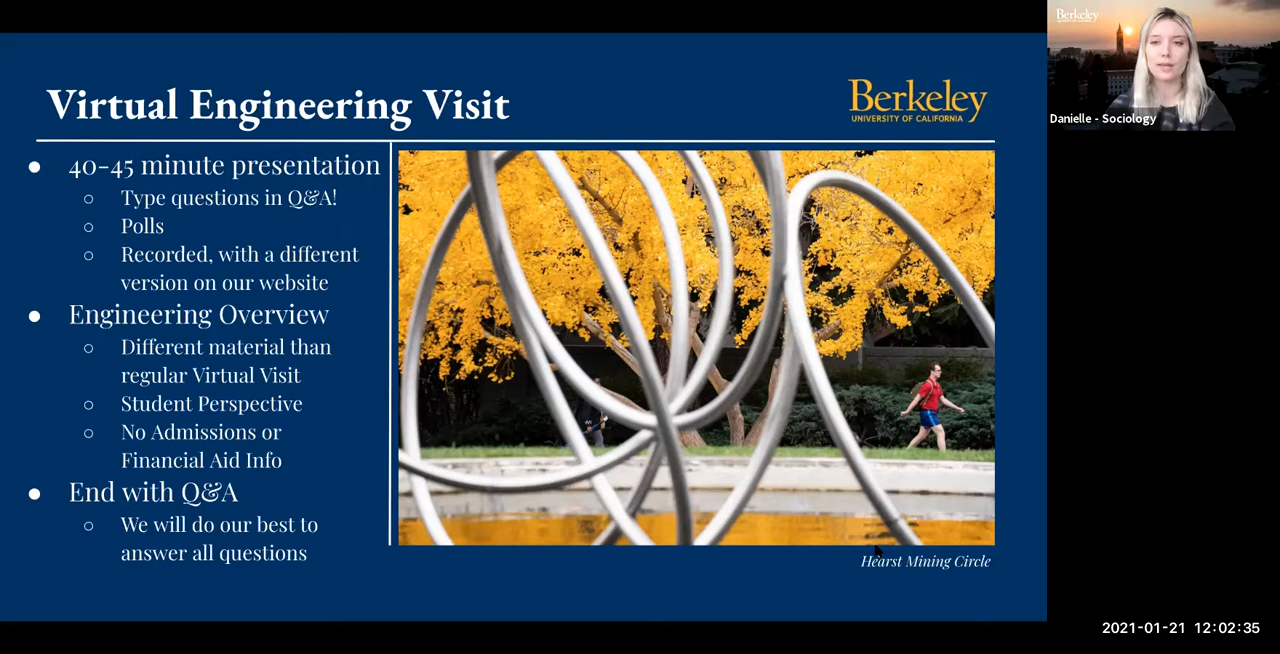 Virtual Engineering Visit
Berkeley
UNIVERSITY OF CALIFORNIA
● 40-45 minute presentation
○ Type questions in Q&A!
○ Polls
○ Recorded, with a different
version on our website
● Engineering Overview
○ Different material than
regular Virtual Visit
○ Student Perspective
○ No Admissions or
Financial Aid Info
● End with Q&A
○ We will do our best to
answer all questions
Hearst Mining Circle
Berkeley
Danielle - Sociology
2021-01-21 12:02:35